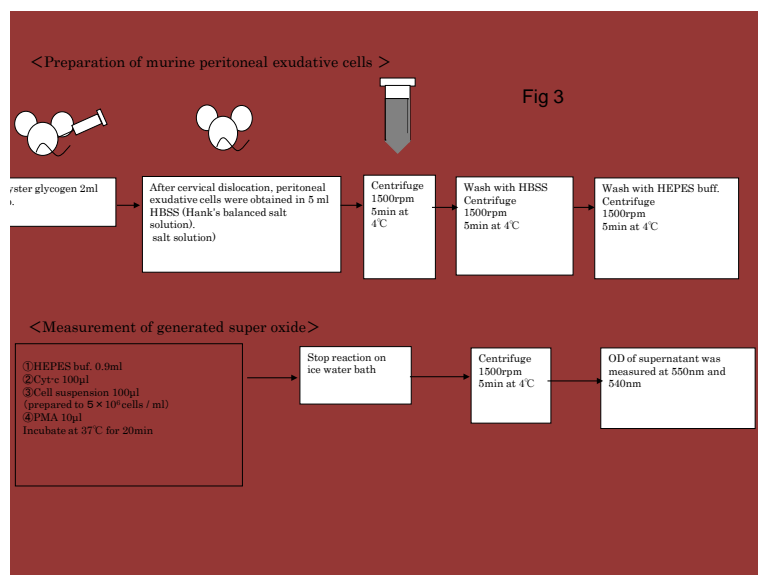 <Preparation of murine peritoneal exudative cells >
Fig 3
yster glycogen 2ml
.
After cervical dislocation, peritoneal
exudative cells were obtained in 5 ml
HBSS (Hank's balanced salt
solution).
salt solution)
Centrifuge
1500rpm
5min at
4℃
Wash with HBSS
Centrifuge
1500rpm
5min at 4℃
Wash with HEPES buff.
Centrifuge
1500rpm
5min at 4℃
<Measurement of generated super oxide>
①HEPES buf. 0.9ml
②Cyt-c 100μl
③Cell suspension 100μl
(prepared to 5×10⁶cells / ml)
④PMA 10μl
Incubate at 37℃ for 20min
Stop reaction on
ice water bath
Centrifuge
1500rpm
5min at 4℃
OD of supernatant was
measured at 550nm and
540nm